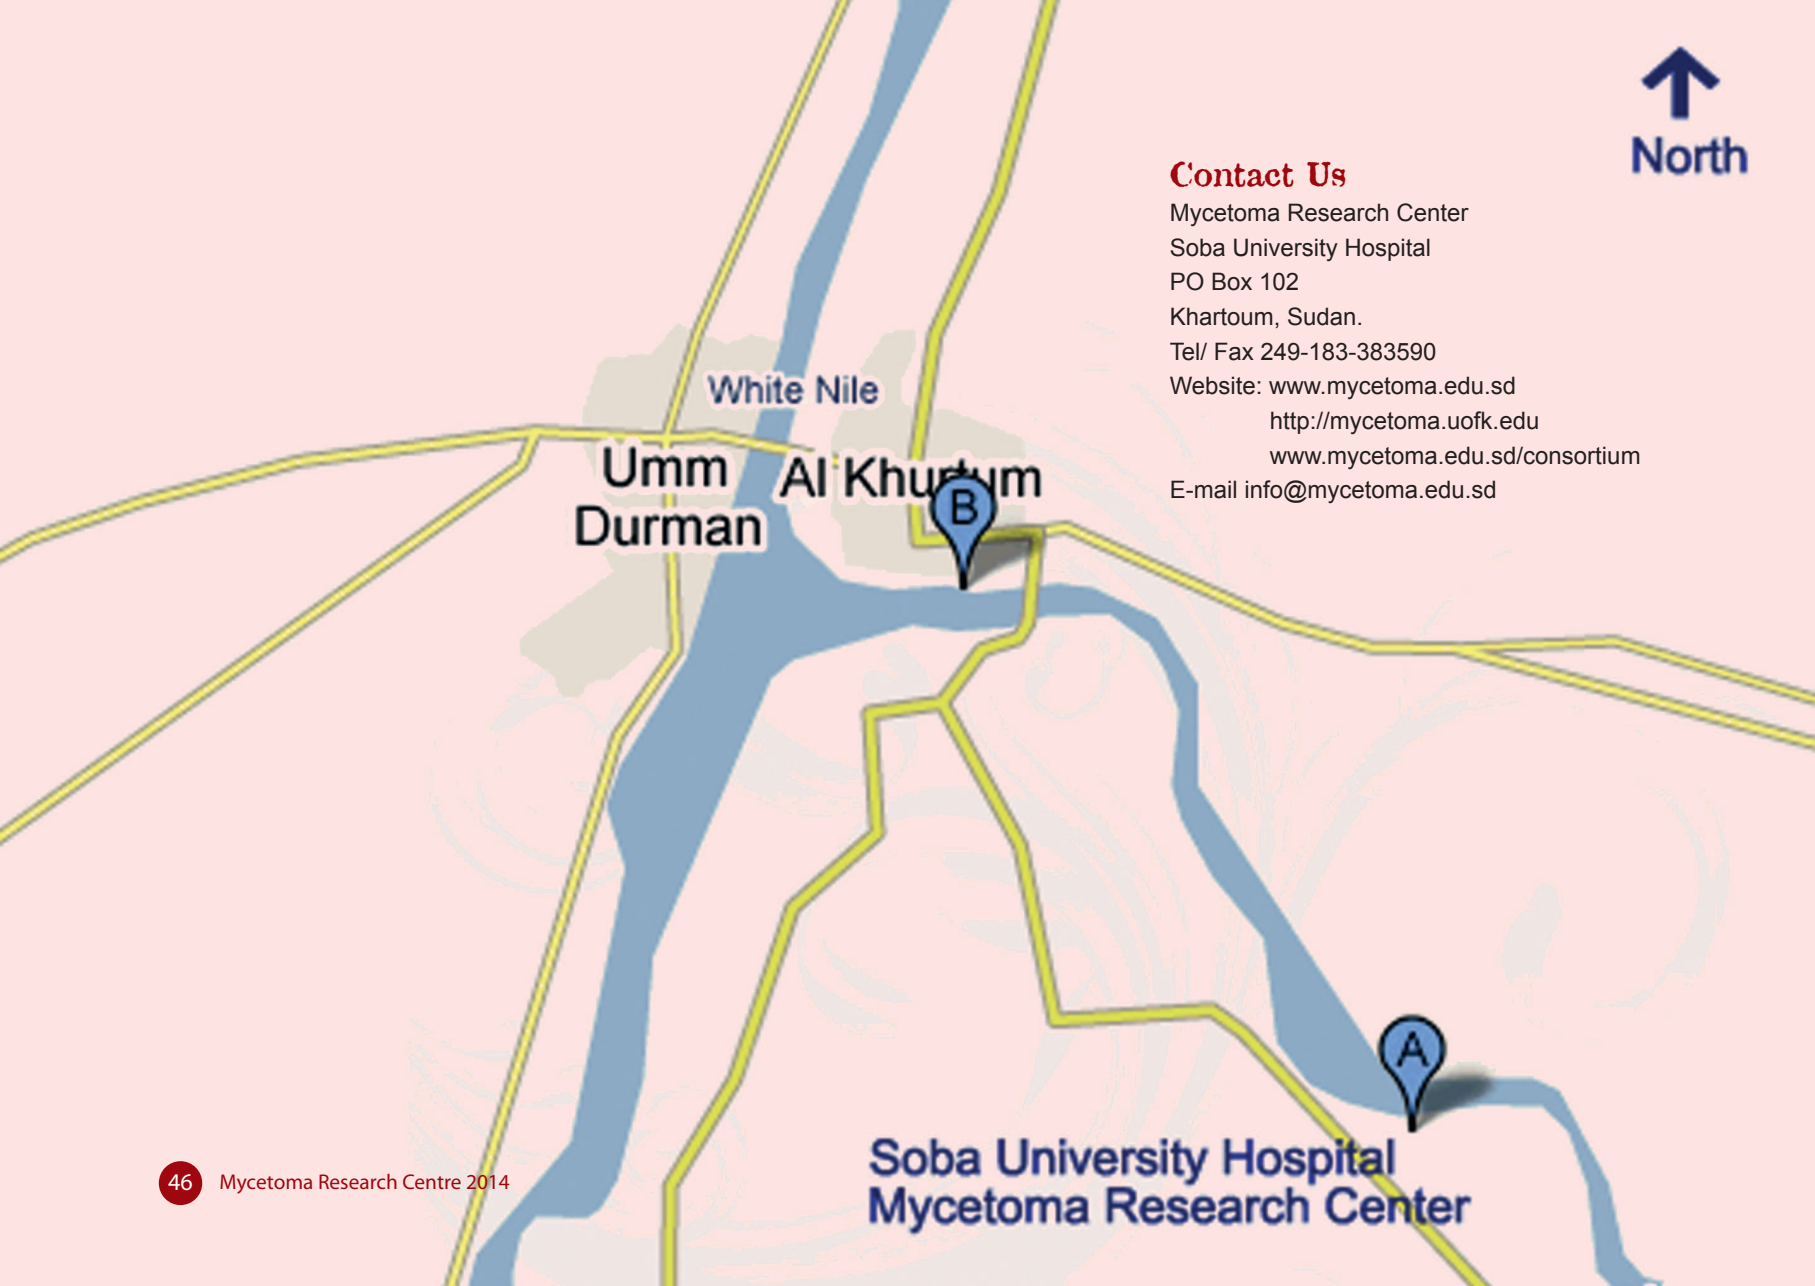 North
Contact Us
Mycetoma Research Center
Soba University Hospital
PO Box 102
Khartoum, Sudan.
Tel/ Fax 249-183-383590
Website: www.mycetoma.edu.sd
http://mycetoma.uofk.edu
www.mycetoma.edu.sd/consortium
E-mail info@mycetoma.edu.sd
White Nile
Umm
Durman
Al Khurtum
B
A
Soba University Hospital
Mycetoma Research Center
46 Mycetoma Research Centre 2014